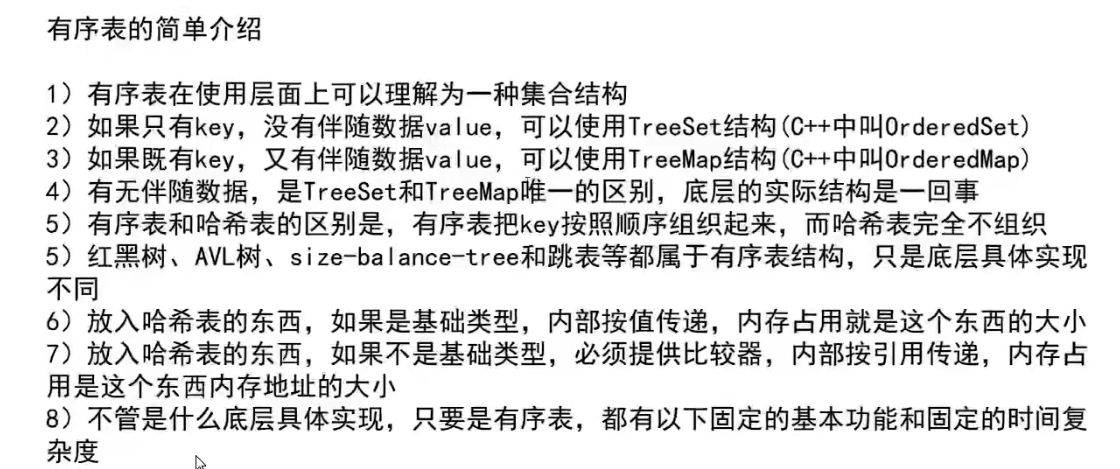 有序表的简单介绍
1）有序表在使用层面上可以理解为一种集合结构
2）如果只有key，没有伴随数据value，可以使用TreeSet结构(C++中叫OrderedSet)
3）如果既有key，又有伴随数据value，可以使用TreeMap结构(C++中叫OrderedMap)
4）有无伴随数据，是TreeSet和TreeMap唯一的区别，底层的实际结构是一回事
5）有序表和哈希表的区别是，有序表把key按照顺序组织起来，而哈希表完全不组织
5）红黑树、AVL树、size-balance-tree和跳表等都属于有序表结构，只是底层具体实现
不同
6）放入哈希表的东西，如果是基础类型，内部按值传递，内存占用就是这个东西的大小
7）放入哈希表的东西，如果不是基础类型，必须提供比较器，内部按引用传递，内存占
用是这个东西内存地址的大小
8）不管是什么底层具体实现，只要是有序表，都有以下固定的基本功能和固定的时间复
杂度